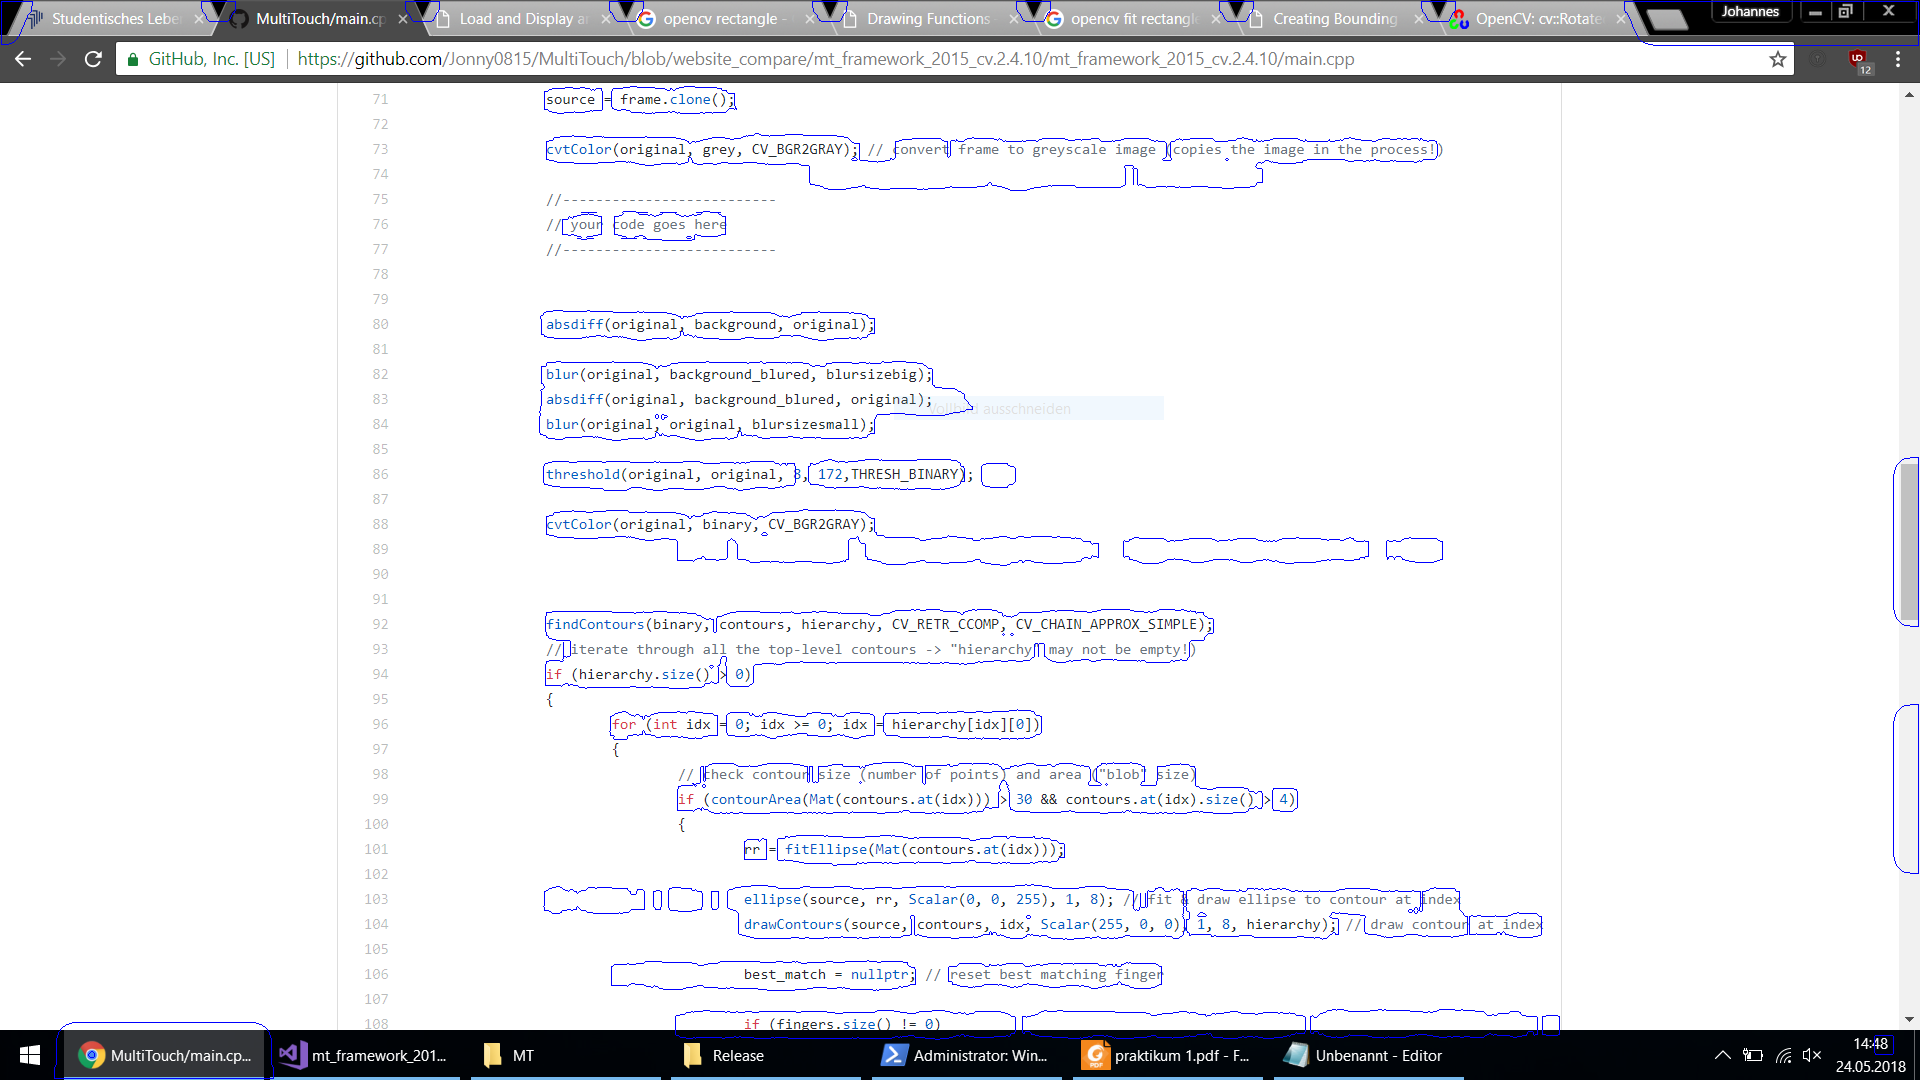 Studentisches Lebe
MultiTouch/main.cp
Load and Display an
opencv rectangle -
Drawing Functions
opencv fit rectangle
Creating Bounding
OpenCV: cv::Rotate
Johannes
GitHub, Inc. [US]
https://github.com/Jonny0815/MultiTouch/blob/website_compare/mt_framework_2015_cv.2.4.10/mt_framework_2015_cv.2.4.10/main.cpp
12
71 source = frame.clone();
72
73 cvtColor(original, grey, CV_BGR2GRAY); // convert frame to greyscale image (copies the image in the process!)
74
75 //--------------------------
76 // your code goes here
77 //--------------------------
78
79
80 absdiff(original, background, original);
81
82 blur(original, background_blured, blursizebig);
83 absdiff(original, background_blured, original);
Vollbild ausschneiden
84 blur(original, original, blursizesmall);
85
86 threshold(original, original, 8, 172,THRESH_BINARY);
87
88 cvtColor(original, binary, CV_BGR2GRAY);
89
90
91
92 findContours(binary, contours, hierarchy, CV_RETR_CCOMP, CV_CHAIN_APPROX_SIMPLE);
93 // iterate through all the top-level contours -> "hierarchy" may not be empty!)
94 if (hierarchy.size() > 0)
95 {
96 for (int idx = 0; idx >= 0; idx = hierarchy[idx][0])
97 {
98 // check contour size (number of points) and area ("blob" size)
99 if (contourArea(Mat(contours.at(idx))) > 30 && contours.at(idx).size() > 4)
100 {
101 rr = fitEllipse(Mat(contours.at(idx)));
102
103 ellipse(source, rr, Scalar(0, 0, 255), 1, 8); // fit & draw ellipse to contour at index
104 drawContours(source, contours, idx, Scalar(255, 0, 0), 1, 8, hierarchy); // draw contour at index
105
106 best_match = nullptr; // reset best matching finger
107
108 if (fingers.size() != 0)
MultiTouch/main.cp...
mt_framework_201...
MT
Release
Administrator: Win...
praktikum 1.pdf - F...
Unbenannt - Editor
14:48
24.05.2018